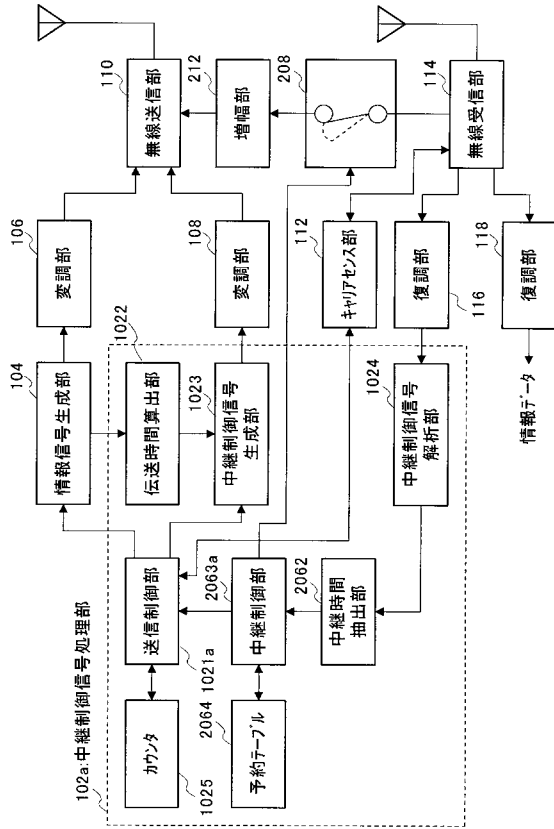 102a:中継制御信号処理部
104
情報信号生成部
106
変調部
110
無線送信部
1022
伝送時間算出部
108
変調部
212
増幅部
1023
中継制御信号
生成部
208
カウンタ
1025
送信制御部
1021a
112
キャリアセンス部
114
無線受信部
2064
予約テーブル
2063a
中継制御部
2062
中継時間
抽出部
1024
中継制御信号
解析部
復調部
116
118
復調部
情報データ